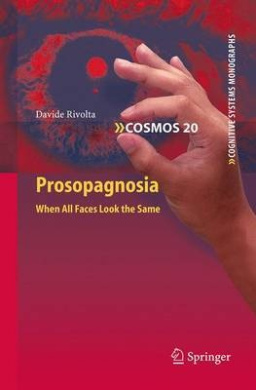 Davide Rivolta
»COSMOS 20
»COGNITIVE SYSTEMS MONOGRAPHS
Prosopagnosia
When All Faces Look the Same
Springer